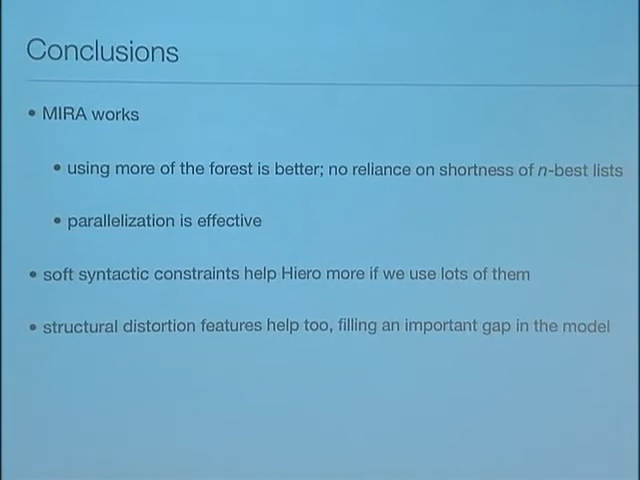 Conclusions
• MIRA works
• using more of the forest is better; no reliance on shortness of n-best lists
• parallelization is effective
• soft syntactic constraints help Hiero more if we use lots of them
• structural distortion features help too, filling an important gap in the model